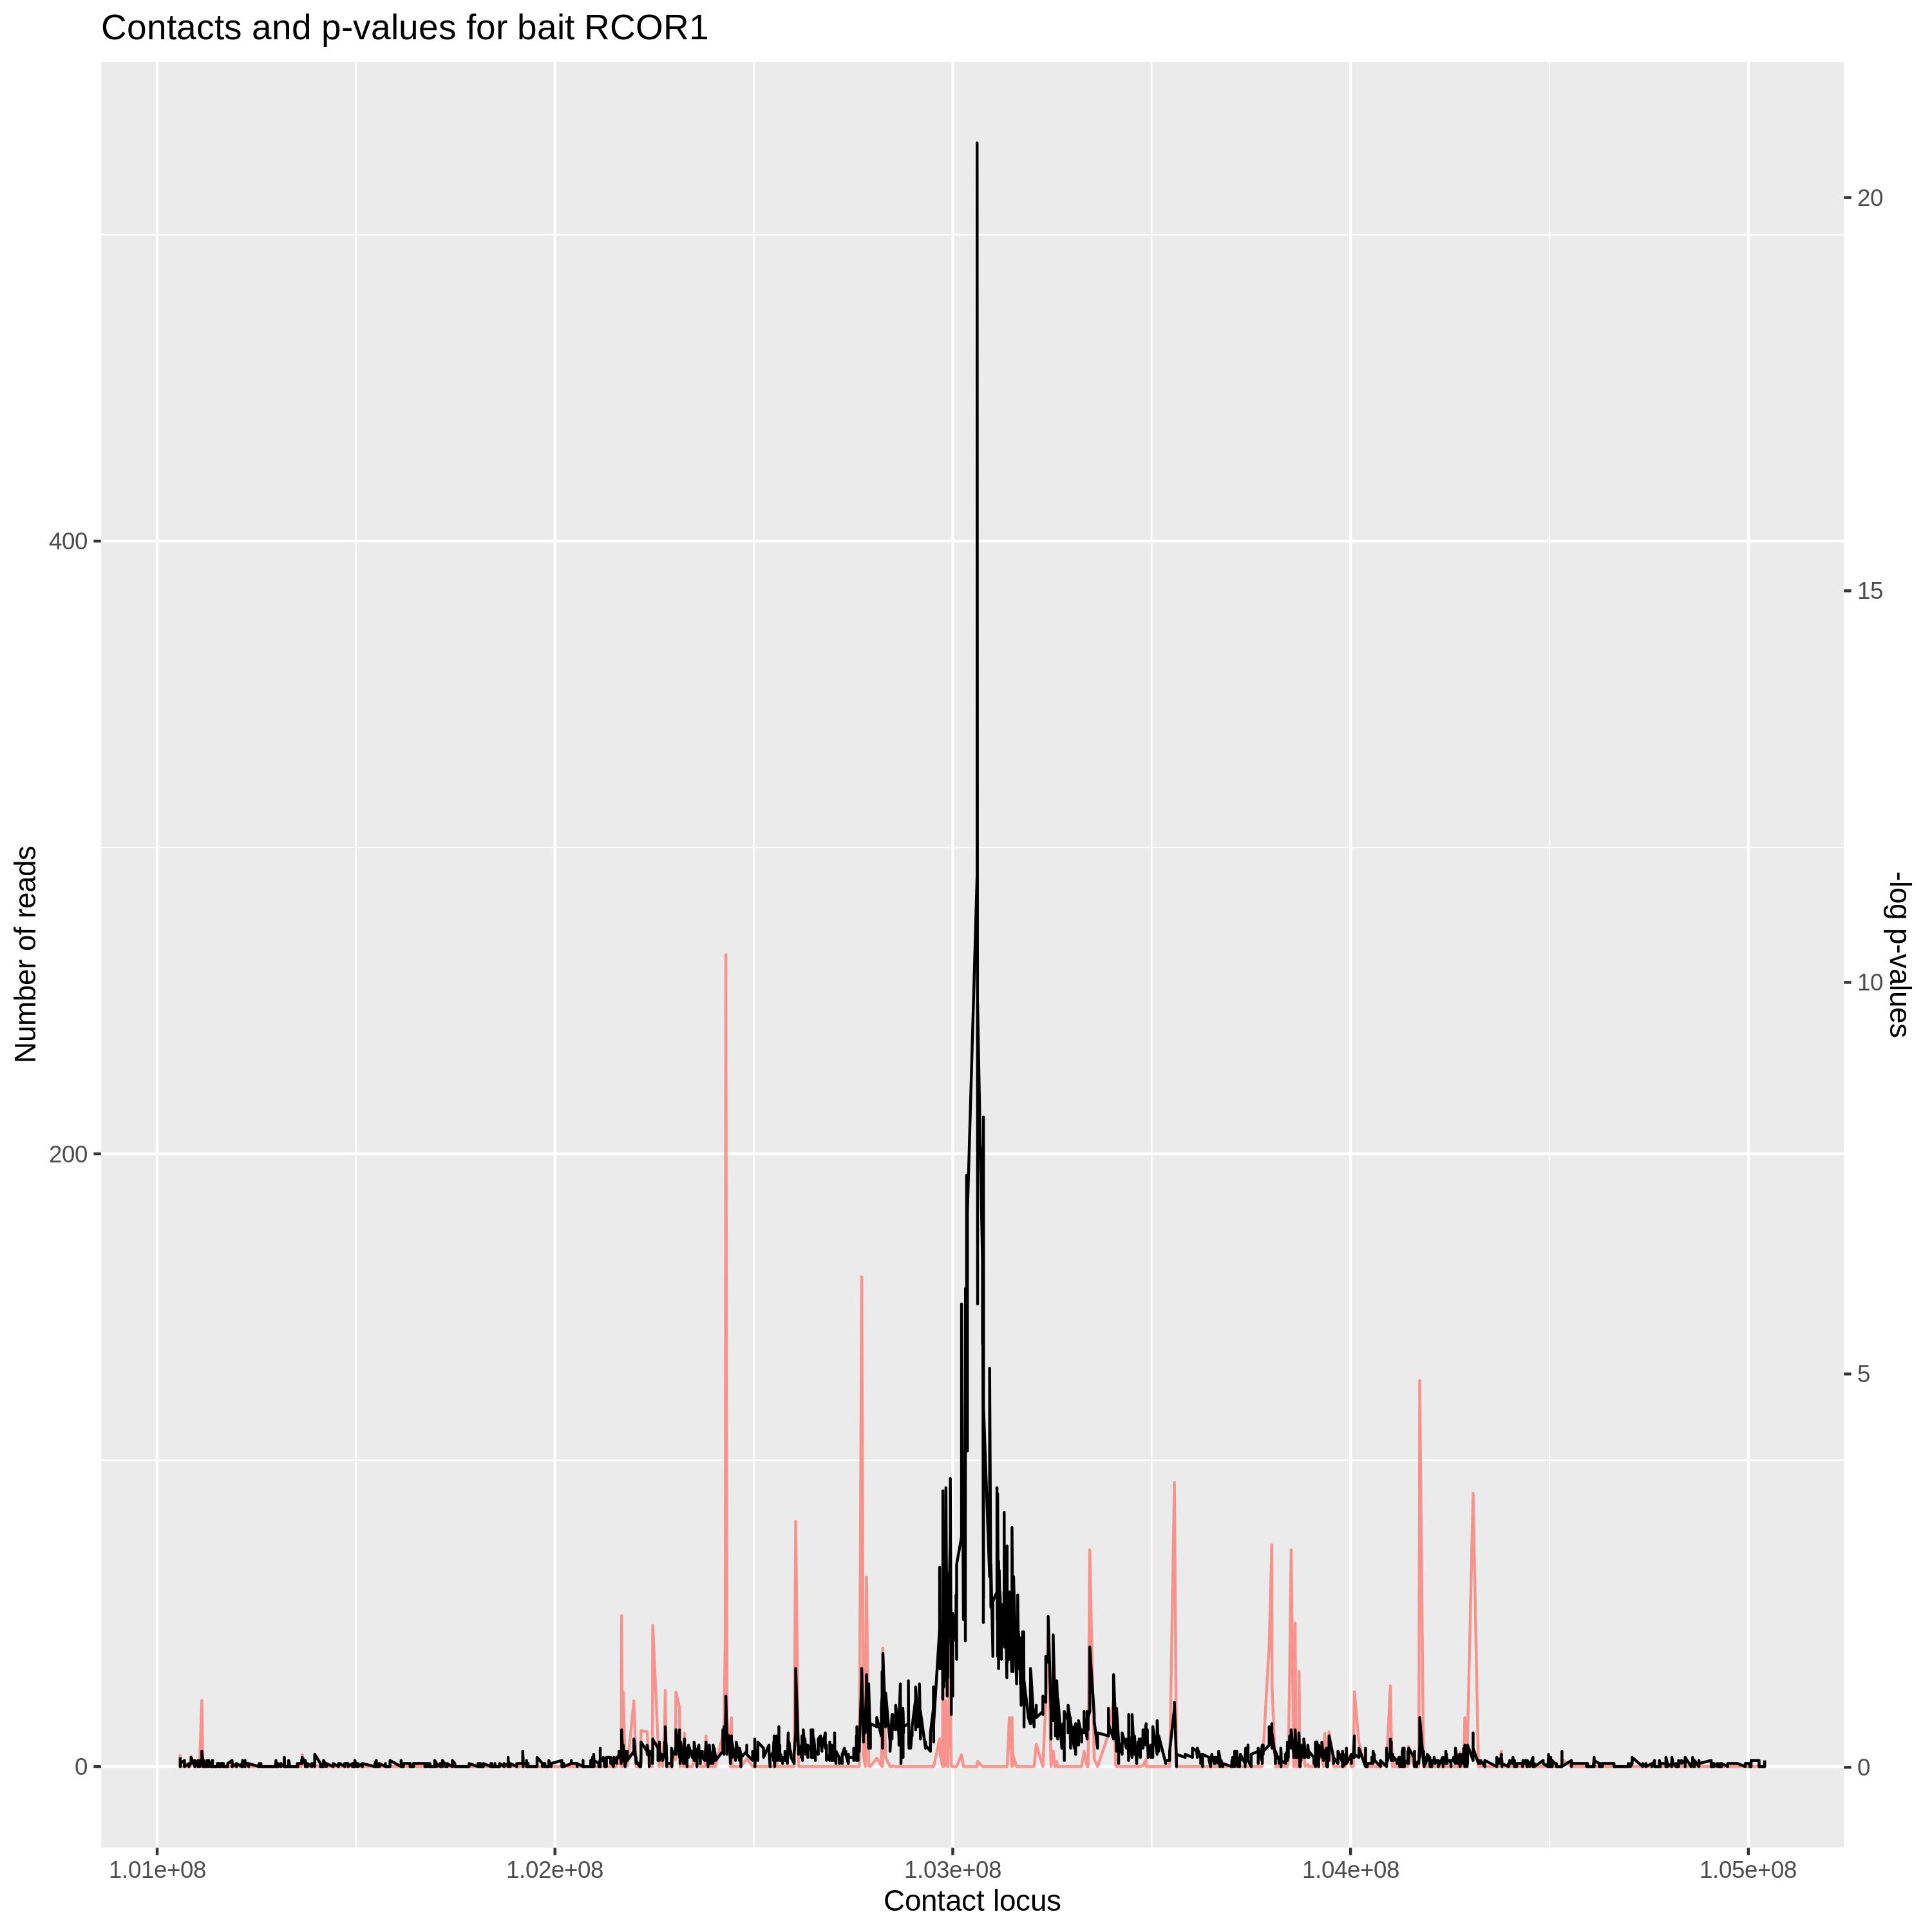 Contacts and p-values for bait RCOR1
Number of reads
400
200
0
20
15
10
5
0
-log p-values
1.01e+08 1.02e+08 1.03e+08 1.04e+08 1.05e+08
Contact locus